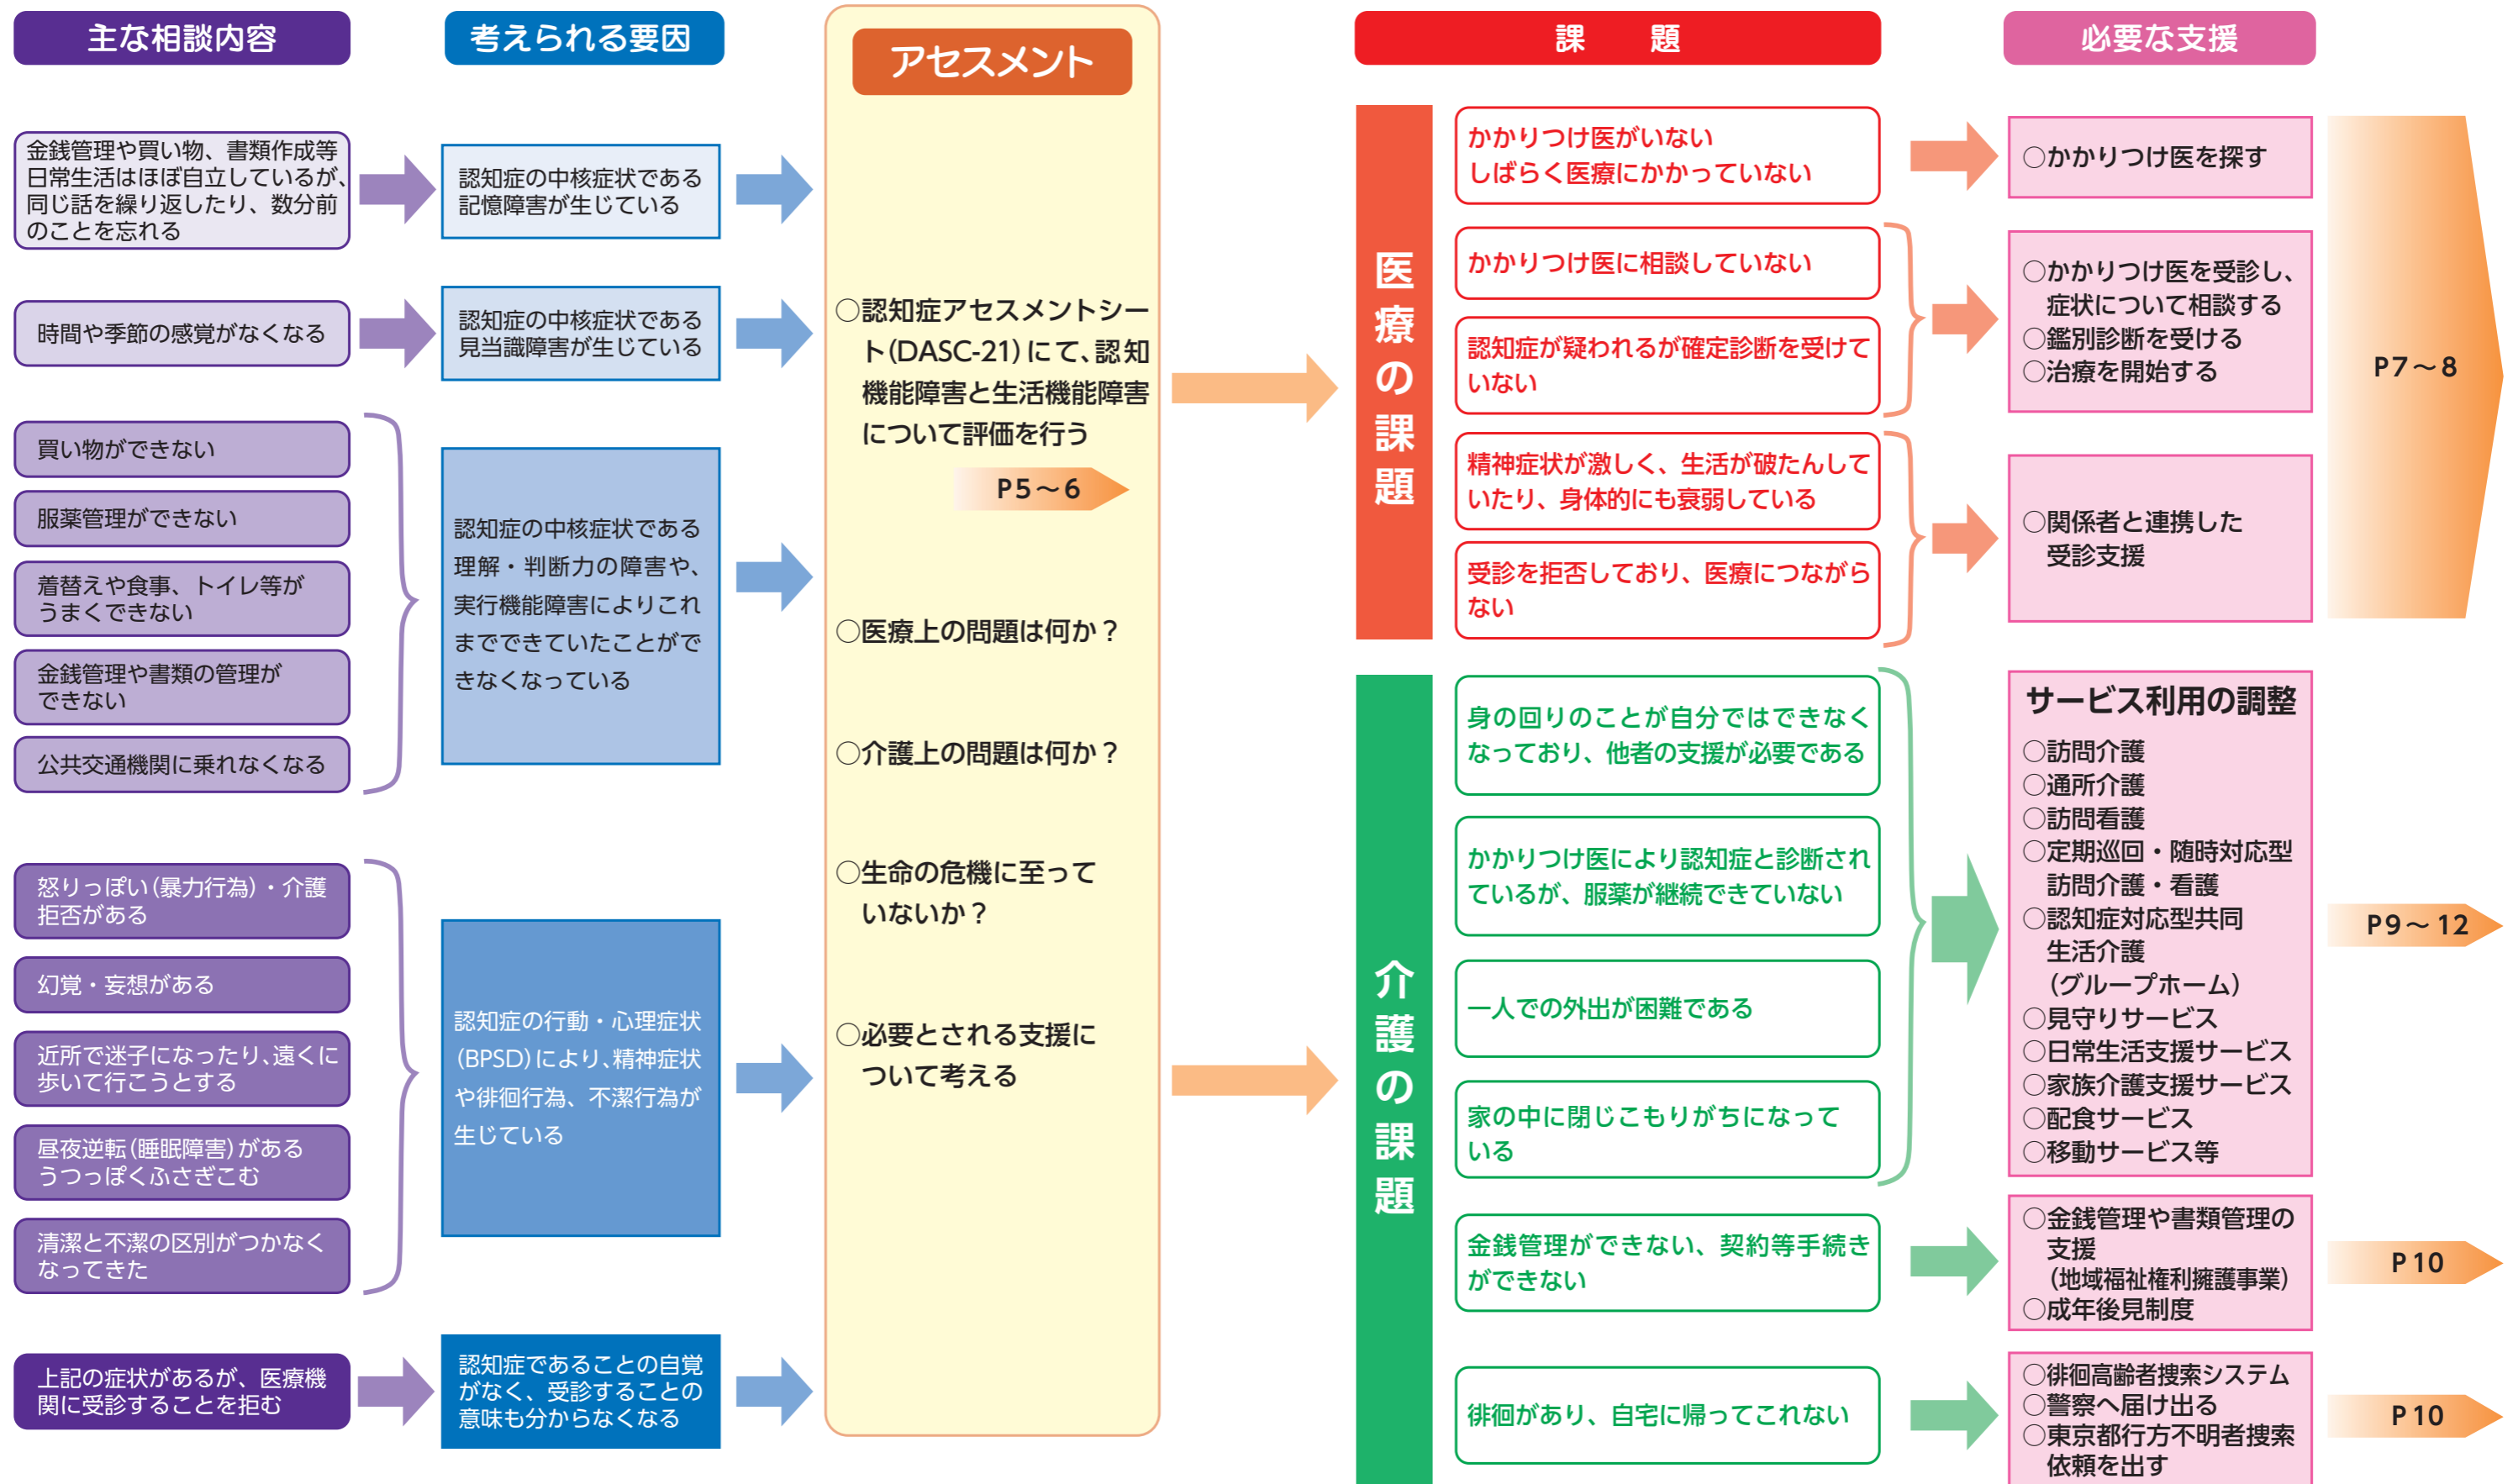 主な相談内容
金銭管理や買い物、書類作成等
日常生活はほぼ自立しているが、
同じ話を繰り返したり、数分前
のことを忘れる
時間や季節の感覚がなくなる
買い物ができない
服薬管理ができない
着替えや食事、トイレ等が
うまくできない
金銭管理や書類の管理が
できない
公共交通機関に乗れなくなる
怒りっぽい(暴力行為)・介護
拒否がある
幻覚・妄想がある
近所で迷子になったり、遠くに
歩いて行こうとする
昼夜逆転(睡眠障害)がある
うつっぽくふさぎこむ
清潔と不潔の区別がつかなく
なってきた
上記の症状があるが、医療機
関に受診することを拒む
考えられる要因
認知症の中核症状である
記憶障害が生じている
認知症の中核症状である
見当識障害が生じている
認知症の中核症状である
理解・判断力の障害や、
実行機能障害によりこれ
までできていたことがで
きなくなっている
認知症の行動・心理症状
(BPSD)により、精神症状
や徘徊行為、不潔行為が
生じている
認知症であることの自覚
がなく、受診することの
意味も分からなくなる
アセスメント
○認知症アセスメントシー
ト(DASC-21)にて、認知
機能障害と生活機能障害
について評価を行う
P5～6
○医療上の問題は何か？
○介護上の問題は何か？
○生命の危機に至って
いないか？
○必要とされる支援に
ついて考える
課　題
医療の課題
かかりつけ医がいない
しばらく医療にかかっていない
かかりつけ医に相談していない
認知症が疑われるが確定診断を受けて
いない
精神症状が激しく、生活が破たんして
いたり、身体的にも衰弱している
受診を拒否しており、医療につながら
ない
介護の課題
身の回りのことが自分ではできなく
なっており、他者の支援が必要である
かかりつけ医により認知症と診断され
ているが、服薬が継続できていない
一人での外出が困難である
家の中に閉じこもりがちになって
いる
金銭管理ができない、契約等手続き
ができない
徘徊があり、自宅に帰ってこれない
必要な支援
○かかりつけ医を探す
○かかりつけ医を受診し、
症状について相談する
○鑑別診断を受ける
○治療を開始する
○関係者と連携した
受診支援
P7～8
サービス利用の調整
○訪問介護
○通所介護
○訪問看護
○定期巡回・随時対応型
訪問介護・看護
○認知症対応型共同
生活介護
(グループホーム)
○見守りサービス
○日常生活支援サービス
○家族介護支援サービス
○配食サービス
○移動サービス等
P9～12
○金銭管理や書類管理の
支援
(地域福祉権利擁護事業)
○成年後見制度
P10
○徘徊高齢者捜索システム
○警察へ届け出る
○東京都行方不明者捜索
依頼を出す
P10